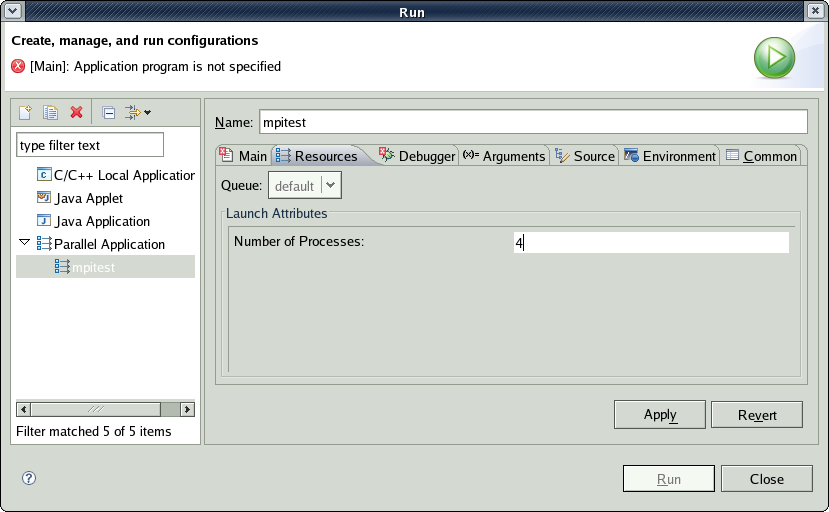 Run
Create, manage, and run configurations
[Main]: Application program is not specified
type filter text
C/C++ Local Application
Java Applet
Java Application
Parallel Application
mpitest
Filter matched 5 of 5 items
Name: mpitest
Main Resources Debugger (x)= Arguments Source Environment Common
Queue: default
Launch Attributes
Number of Processes: 4
Apply Revert
? Run Close